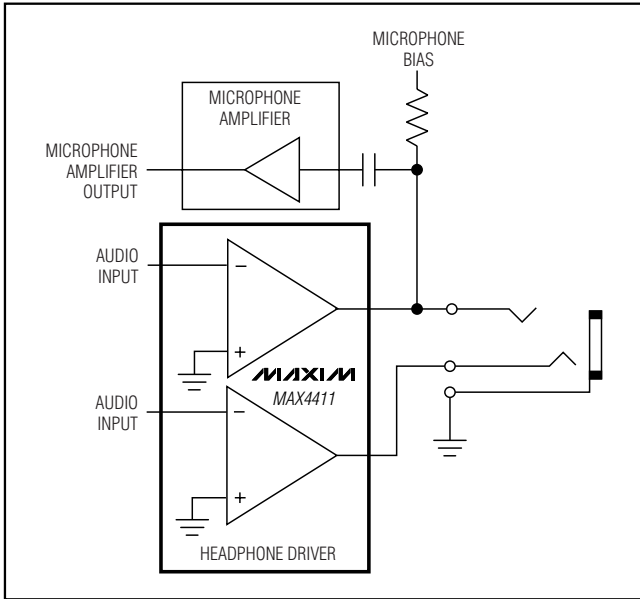 MICROPHONE
BIAS
MICROPHONE
AMPLIFIER
MICROPHONE
AMPLIFIER
OUTPUT
AUDIO
INPUT
−
+
MAXIM
MAX4411
AUDIO
INPUT
−
+
HEADPHONE DRIVER